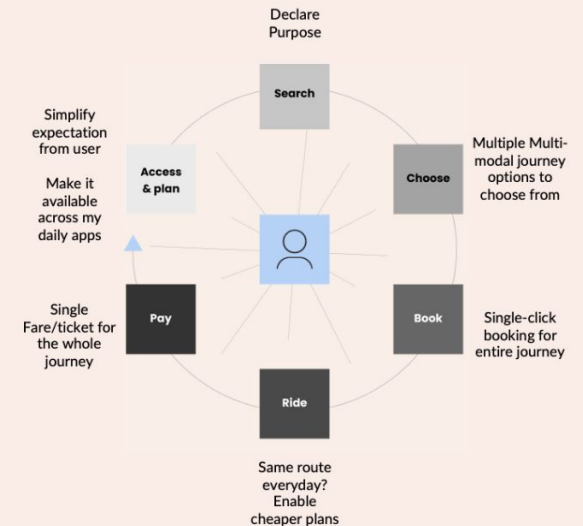 Declare
Purpose
Search
Simplify
expectation
from user
Make it
available
across my
daily apps
Access
& plan
Choose
Multiple Multi-
modal journey
options to
choose from
Single
Fare/ticket for
the whole
journey
Pay
Book
Single-click
booking for
entire journey
Ride
Same route
everyday?
Enable
cheaper plans